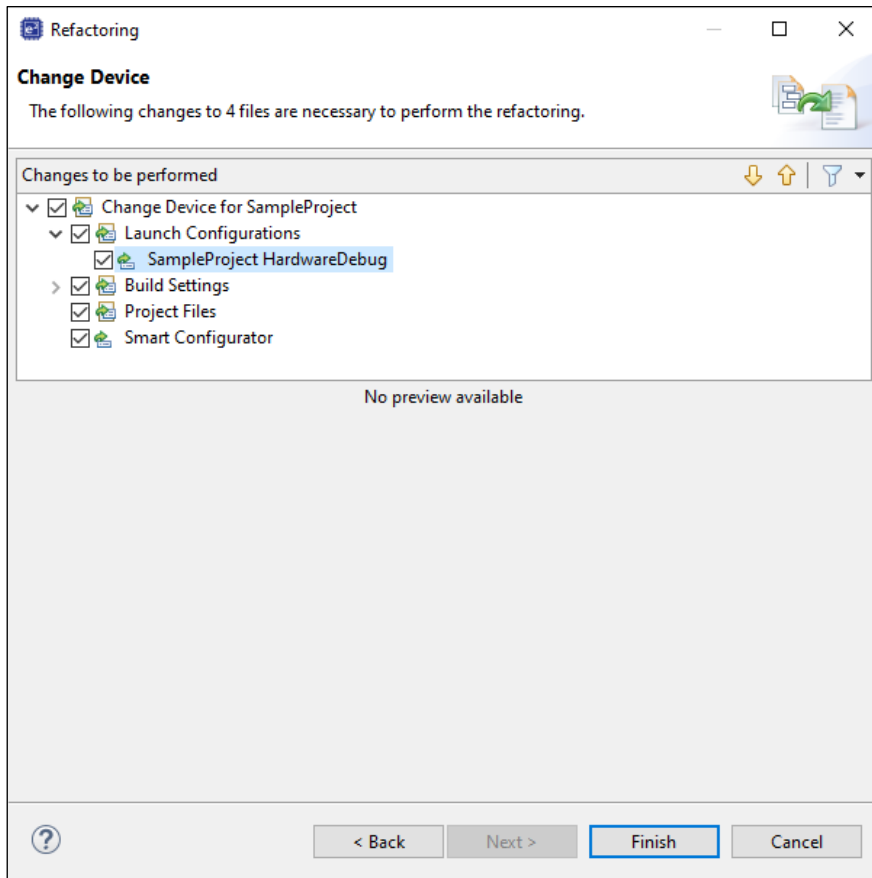 Refactoring
Change Device
The following changes to 4 files are necessary to perform the refactoring.
Changes to be performed
Change Device for SampleProject
Launch Configurations
SampleProject HardwareDebug
Build Settings
Project Files
Smart Configurator
No preview available
< Back Next > Finish Cancel